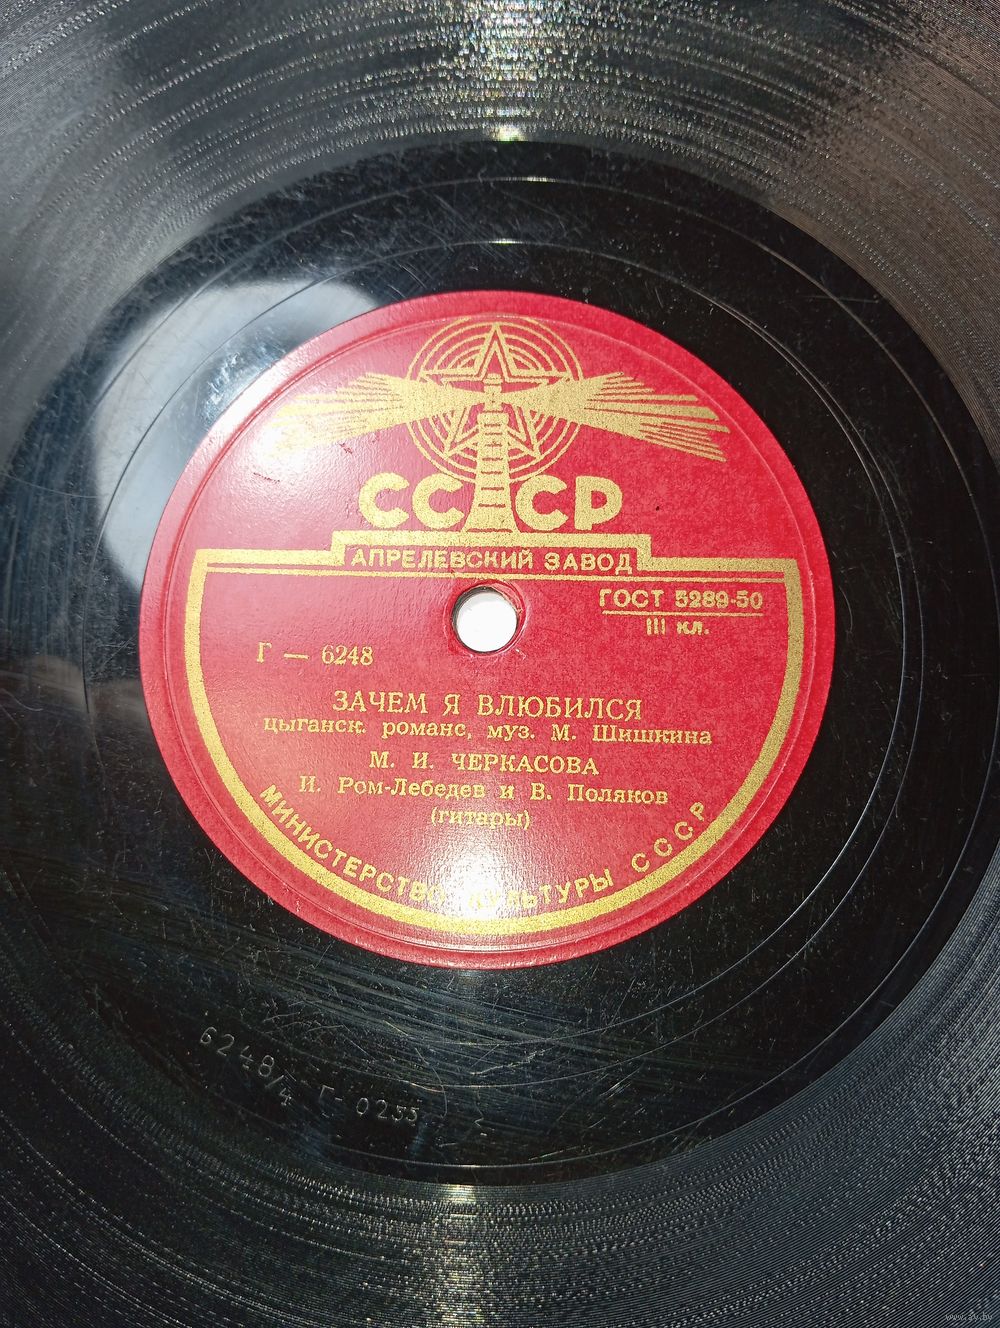 СССР
АПРЕЛЕВСКИЙ ЗАВОД
ГОСТ 5289-50
III кл.
Г — 6248
ЗАЧЕМ Я ВЛЮБИЛСЯ
цыганск. романс, муз. М. Шишкина
М. И. ЧЕРКАСОВА
И. Ром-Лебедев и В. Поляков
(гитары)
МИНИСТЕРСТВО КУЛЬТУРЫ СССР
6248/4 Г-0255